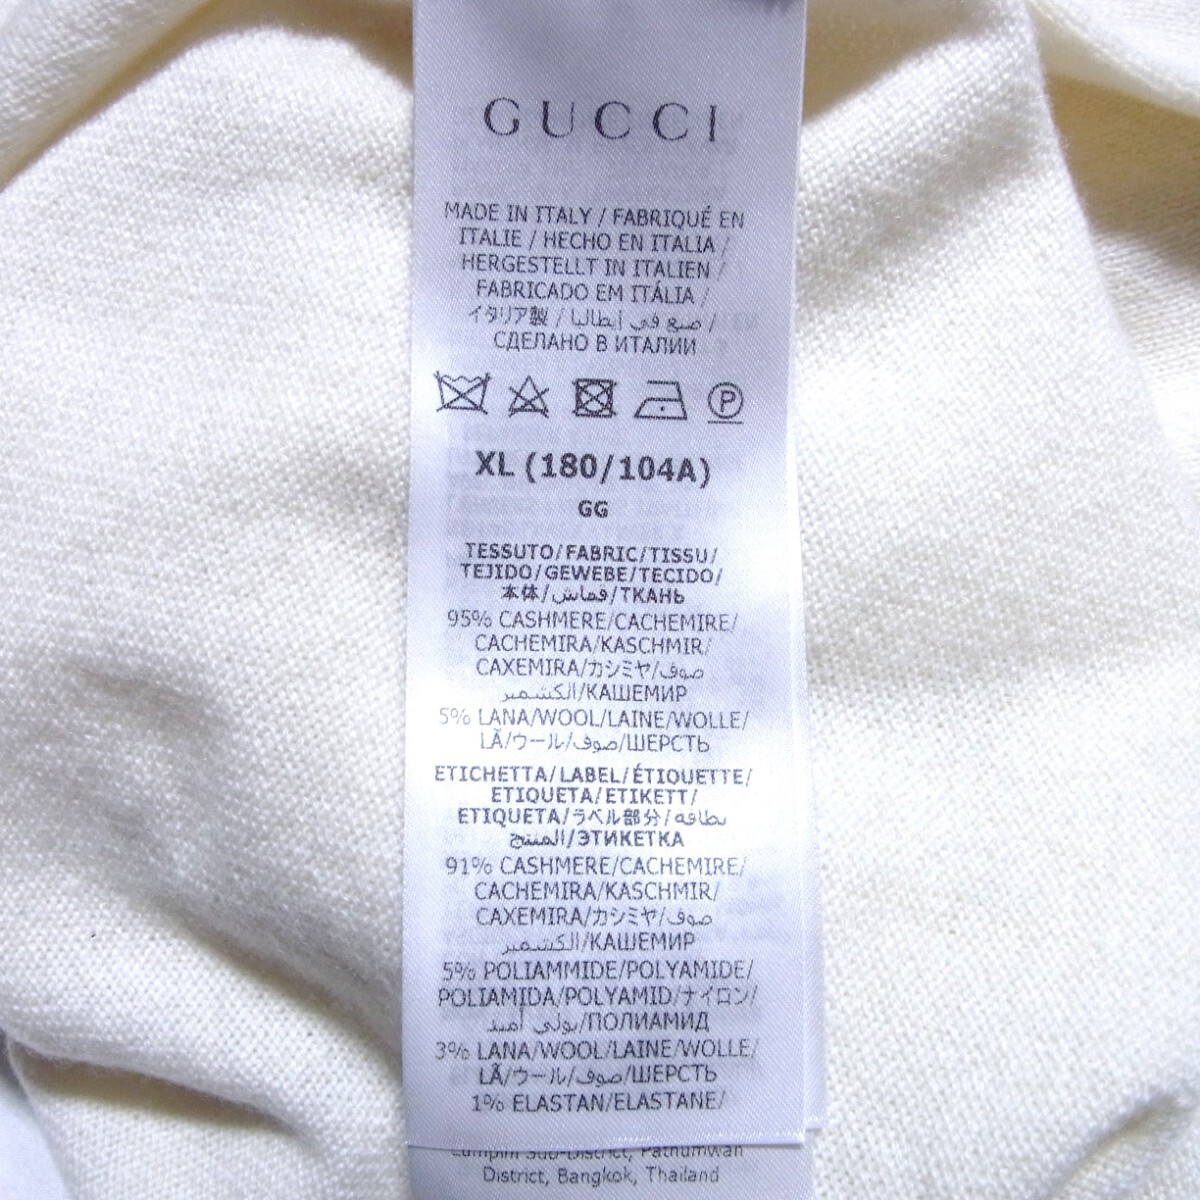 GUCCI
MADE IN ITALY / FABRIQUÉ EN
ITALIE / HECHO EN ITALIA /
HERGESTELLT IN ITALIEN /
FABRICADO EM ITÁLIA /
イタリア製 / صنع في إيطاليا /
СДЕЛАНО В ИТАЛИИ
P
XL (180/104A)
GG
TESSUTO/FABRIC/TISSU/
TEJIDO/GEWEBE/TECIDO/
本体/قماش/ТКАНЬ
95% CASHMERE/CACHEMIRE/
CACHEMIRA/KASCHMIR/
CAXEMIRA/カシミヤ/صوف
الكشمير/КАШЕМИР
5% LANA/WOOL/LAINE/WOLLE/
LÃ/ウール/صوف/ШЕРСТЬ
ETICHETTA/LABEL/ÉTIQUETTE/
ETIQUETA/ETIKETT/
ETIQUETA/ラベル部分/بطاقة
المنتج/ЭТИКЕТКА
91% CASHMERE/CACHEMIRE/
CACHEMIRA/KASCHMIR/
CAXEMIRA/カシミヤ/صوف
الكشمير/КАШЕМИР
5% POLIAMMIDE/POLYAMIDE/
POLIAMIDA/POLYAMID/ナイロン/
بولي أميد/ПОЛИАМИД
3% LANA/WOOL/LAINE/WOLLE/
LÃ/ウール/صوف/ШЕРСТЬ
1% ELASTAN/ELASTANE/
Lumpini Sub-District, Pathumwan
District, Bangkok, Thailand